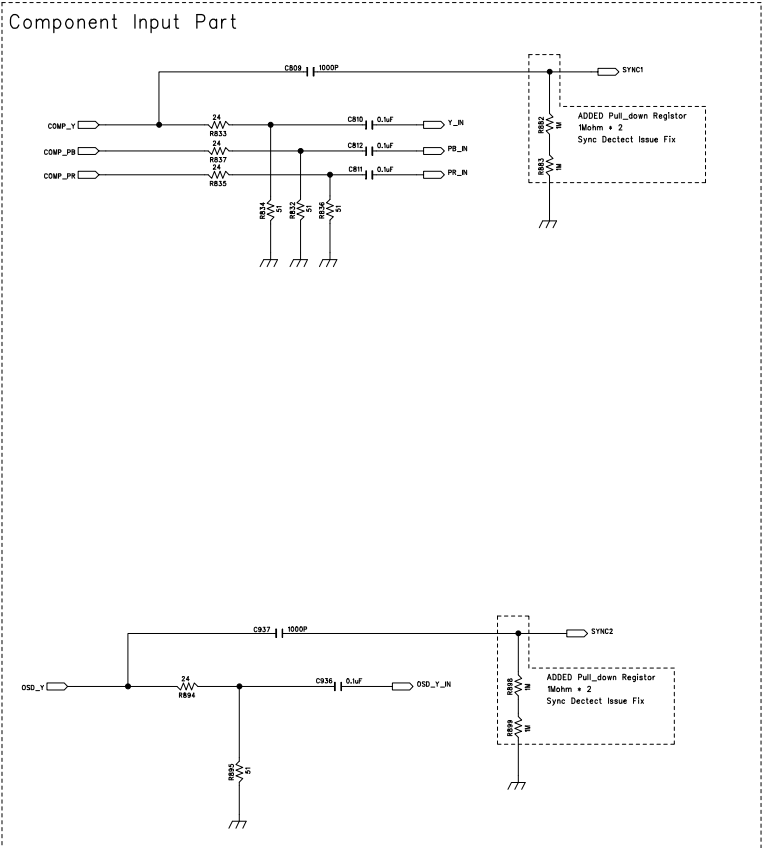 Component Input Part
C809 1000P
SYNC1
COMP_Y
24
R833
C810 0.1uF
Y_IN
COMP_PB
24
R837
C812 0.1uF
PB_IN
COMP_PR
24
R835
C811 0.1uF
PR_IN
R834 51
R832 51
R836 51
R882 1M
R883 1M
ADDED Pull_down Registor
1Mohm * 2
Sync Dectect Issue Fix
C937 1000P
SYNC2
OSD_Y
24
R894
C936 0.1uF
OSD_Y_IN
R895 51
R898 1M
R899 1M
ADDED Pull_down Registor
1Mohm * 2
Sync Dectect Issue Fix